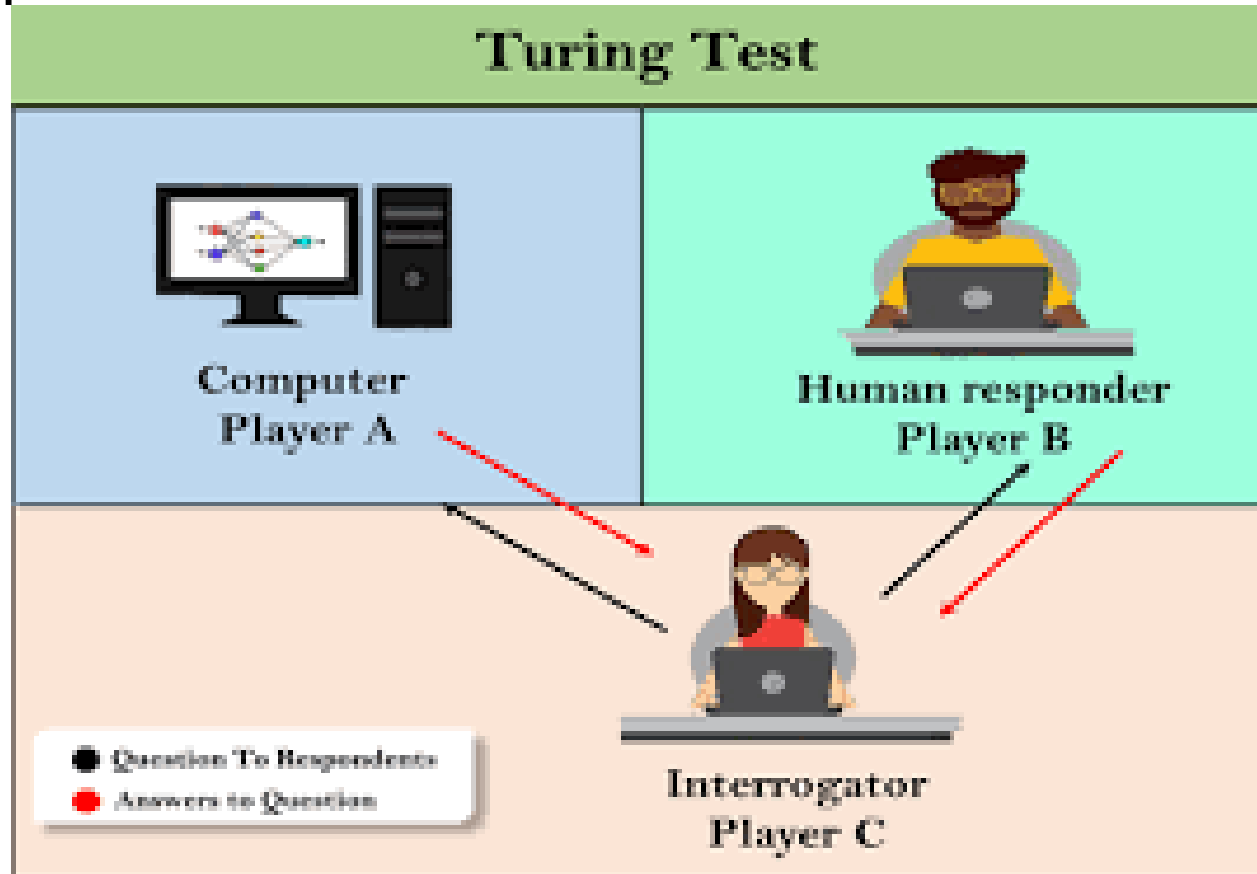 Turing Test
Computer
Player A
Human responder
Player B
Interrogator
Player C
Question To Respondents
Answers to Question